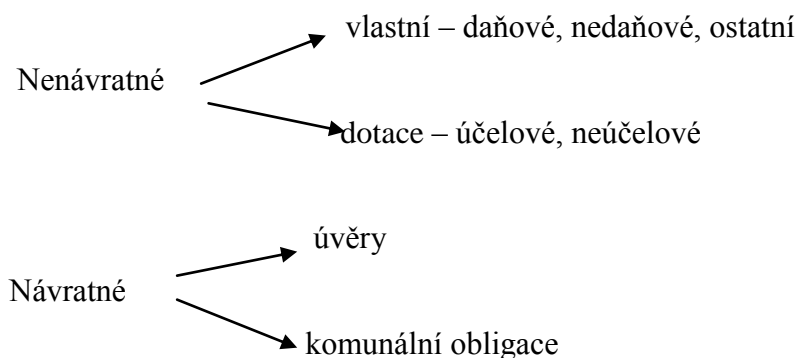 vlastní – daňové, nedaňové, ostatní
Nenávratné
dotace – účelové, neúčelové
úvěry
Návratné
komunální obligace